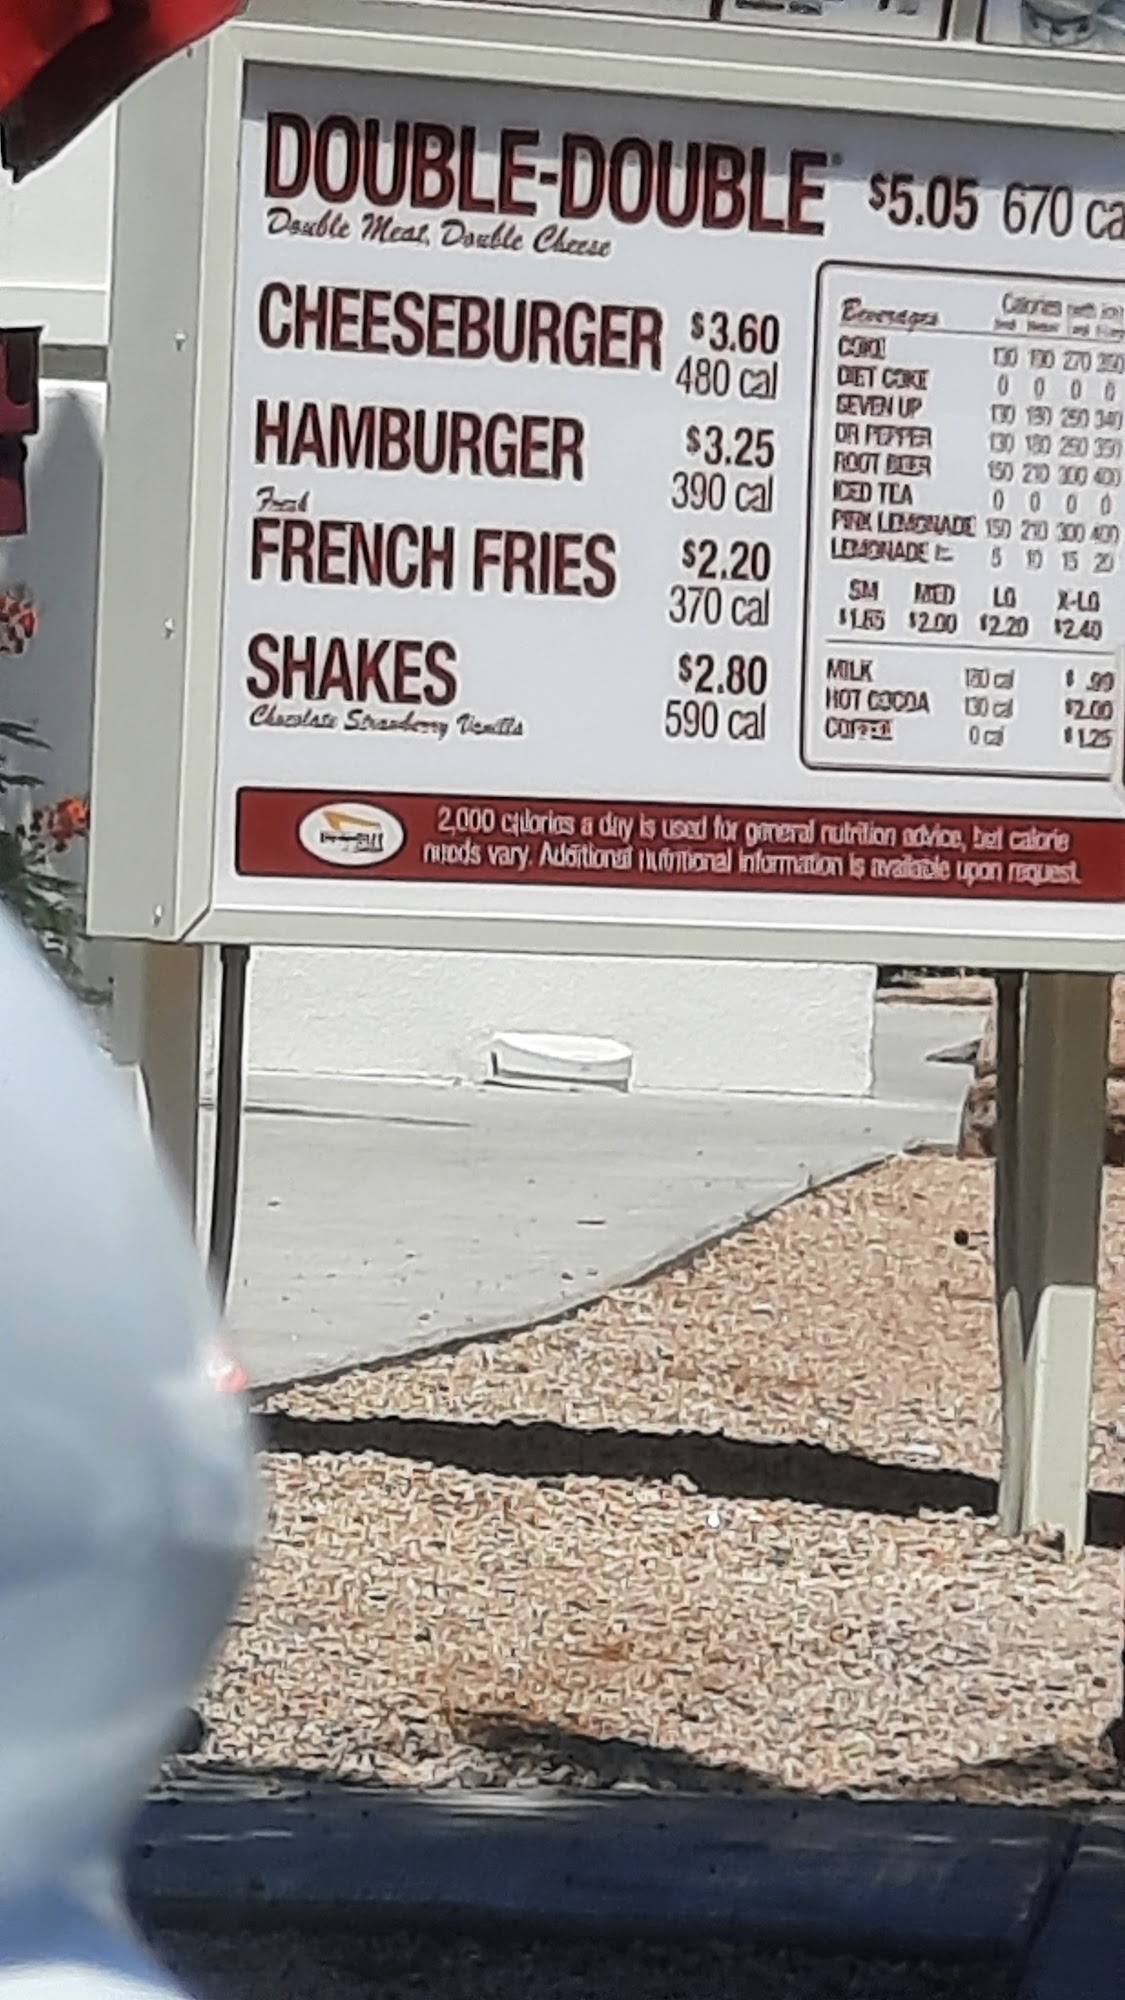 DOUBLE-DOUBLE® $5.05 670 ca
Double Meat, Double Cheese
CHEESEBURGER $3.60
480 cal
HAMBURGER $3.25
390 cal
Fresh
FRENCH FRIES $2.20
370 cal
SHAKES $2.80
590 cal
Chocolate Strawberry Vanilla
Beverages Calories
COKE 130 190 270 350
DIET COKE 0 0 0 0
SEVEN UP 130 180 250 340
DR PEPPER 130 180 260 350
ROOT BEER 150 210 300 400
ICED TEA 0 0 0 0
PINK LEMONADE 150 210 300 400
LEMONADE 5 10 15 20
SM MED LG X-LG
$1.85 $2.00 $2.20 $2.40
MILK cal $ .99
HOT COCOA 130 cal $2.00
COFFEE 0 cal $1.25
IN-N-OUT
2,000 calories a day is used for general nutrition advice, but calorie
needs vary. Additional nutritional information is available upon request.